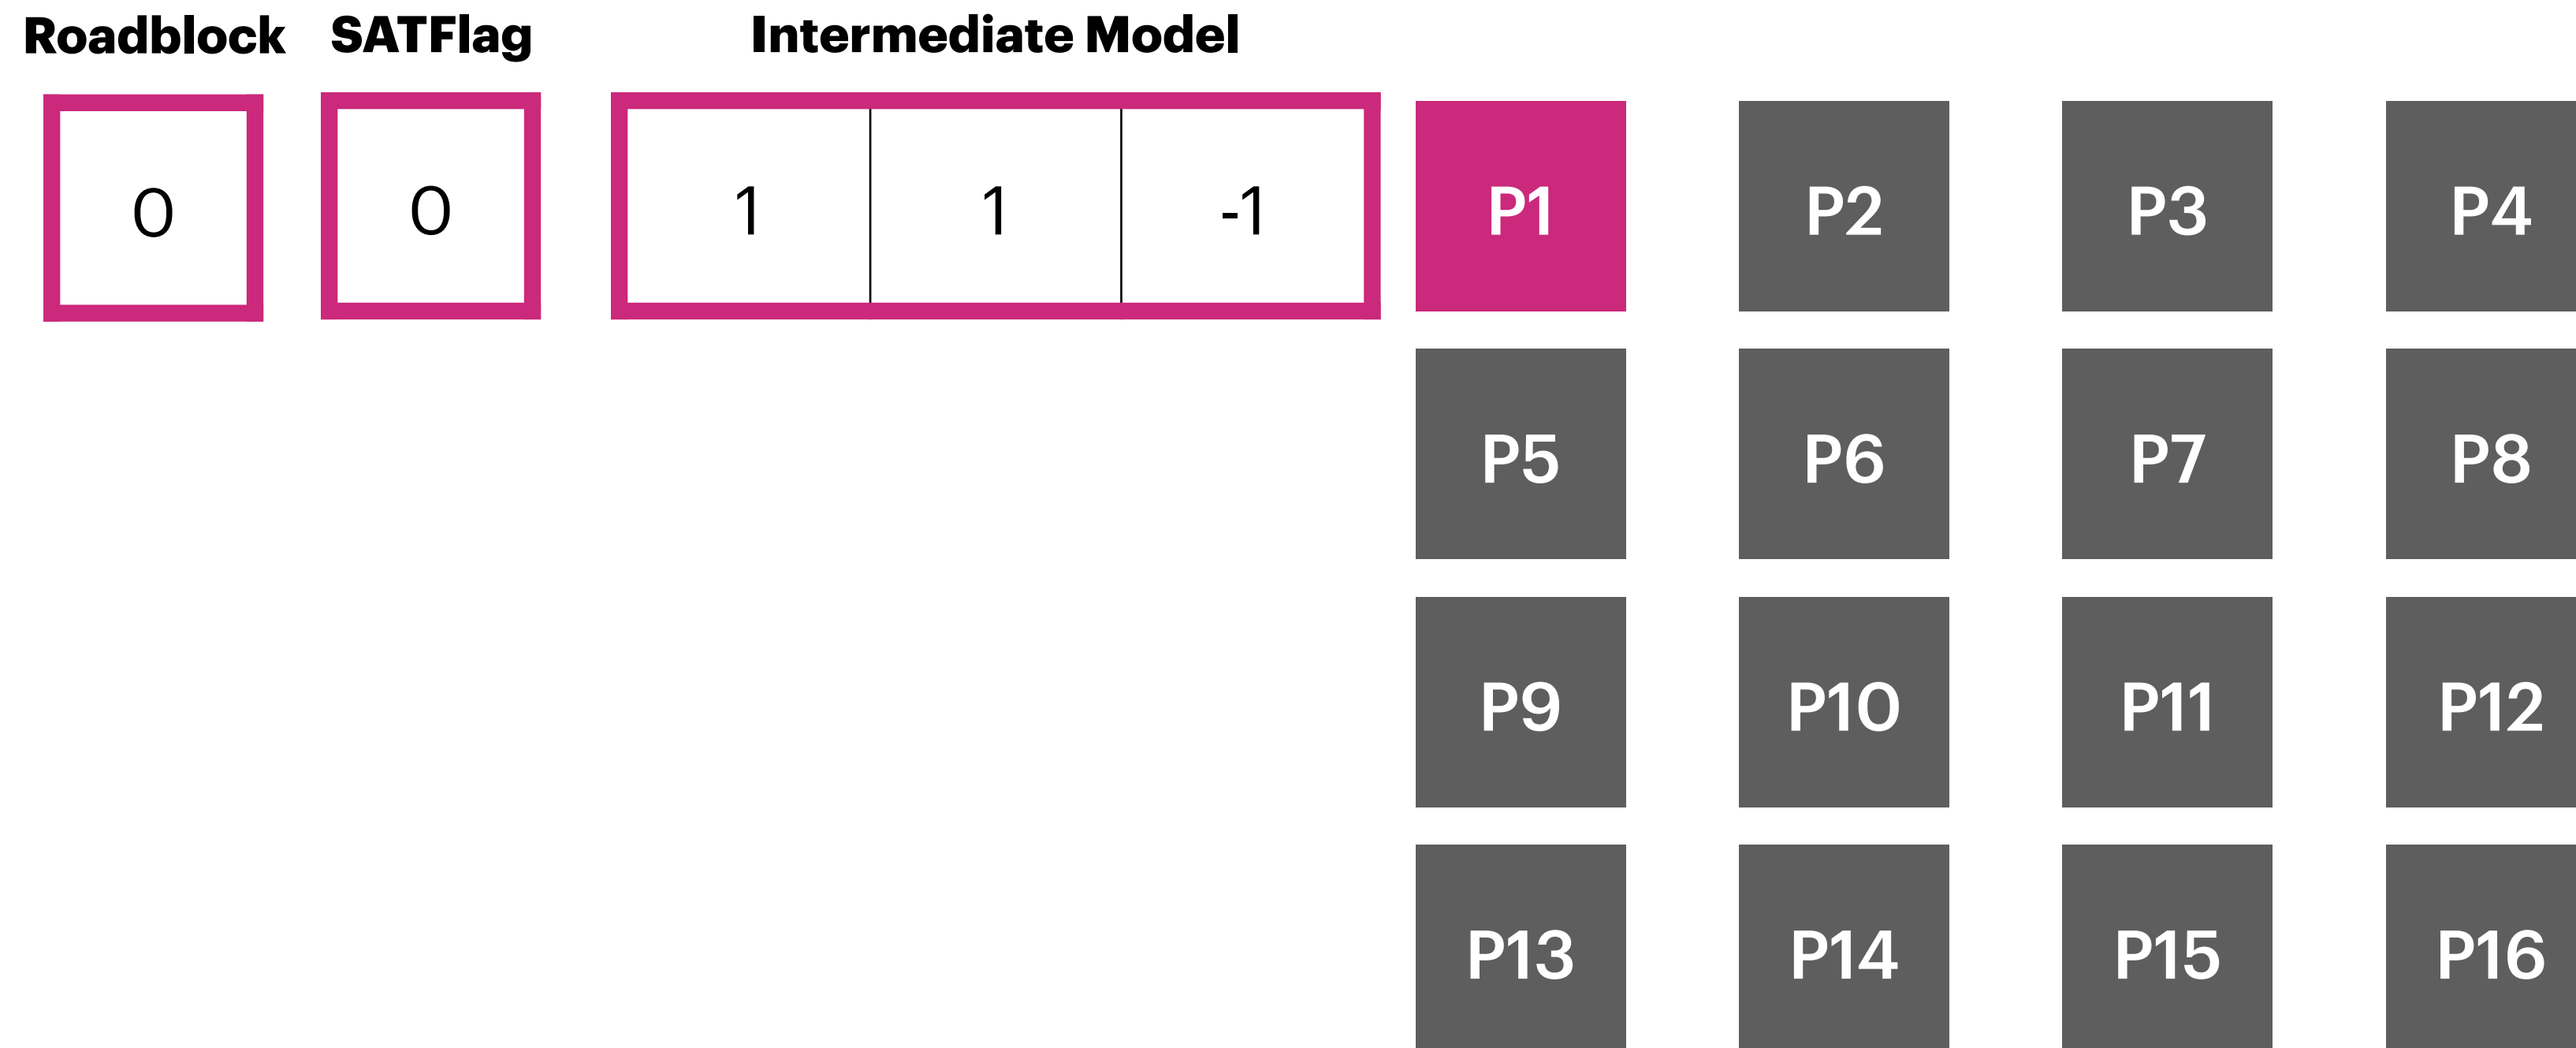 Roadblock SATFlag Intermediate Model
0 0 1 1 -1 P1 P2 P3 P4
P5 P6 P7 P8
P9 P10 P11 P12
P13 P14 P15 P16